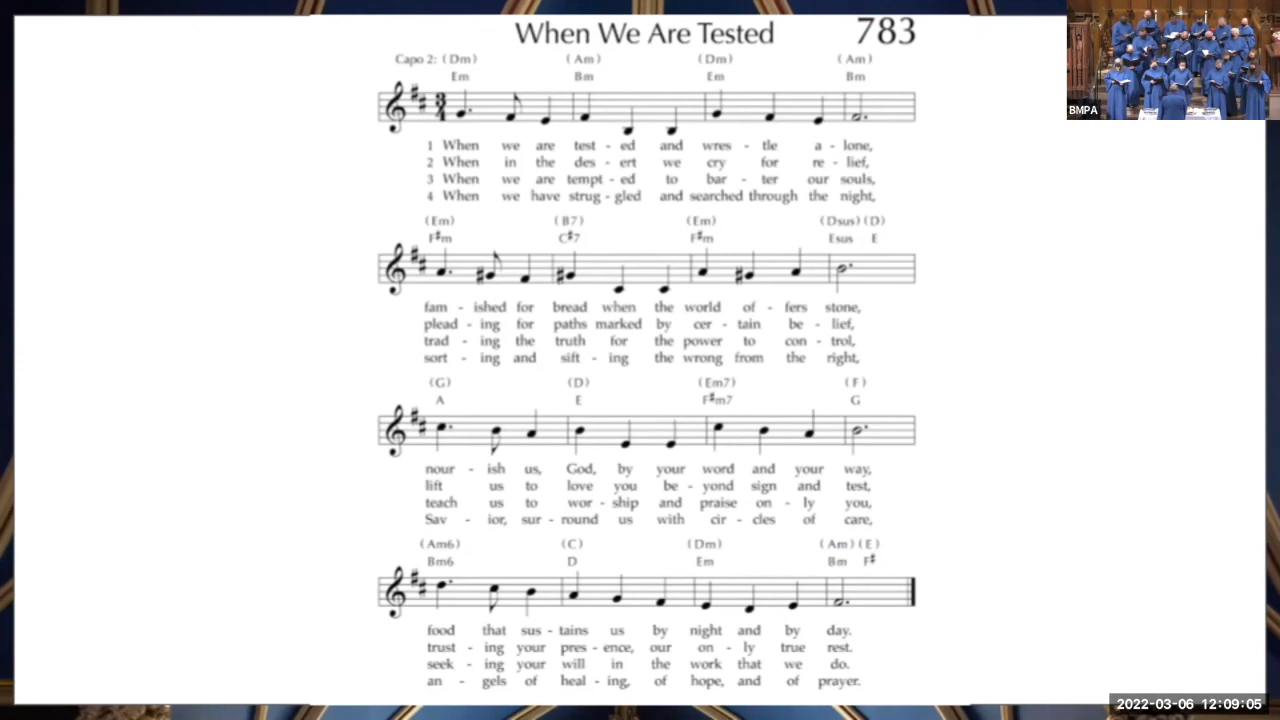 When We Are Tested 783
Capo 2: (Dm) (Am) (Dm) (Am)
Em Bm Em Bm
BMPA
1 When we are test - ed and wres - tle a - lone,
2 When in the des - ert we cry for re - lief,
3 When we are tempt - ed to bar - ter our souls,
4 When we have strug - gled and searched through the night,
(Em) (B7) (Em) (Dsus) (D)
F#m C#7 F#m Esus E
fam - ished for bread when the world of - fers stone,
plead - ing for paths marked by cer - tain be - lief,
trad - ing the truth for the power to con - trol,
sort - ing and sift - ing the wrong from the right,
(G) (D) (Em7) (F)
A E F#m7 G
nour - ish us, God, by your word and your way,
lift us to love you be - yond sign and test,
teach us to wor - ship and praise on - ly you,
Sav - ior, sur - round us with cir - cles of care,
(Am6) (C) (Dm) (Am) (E)
Bm6 D Em Bm F#
food that sus - tains us by night and by day.
trust - ing your pres - ence, our on - ly true rest.
seek - ing your will in the work that we do.
an - gels of heal - ing, of hope, and of prayer.
2022-03-06 12:09:05